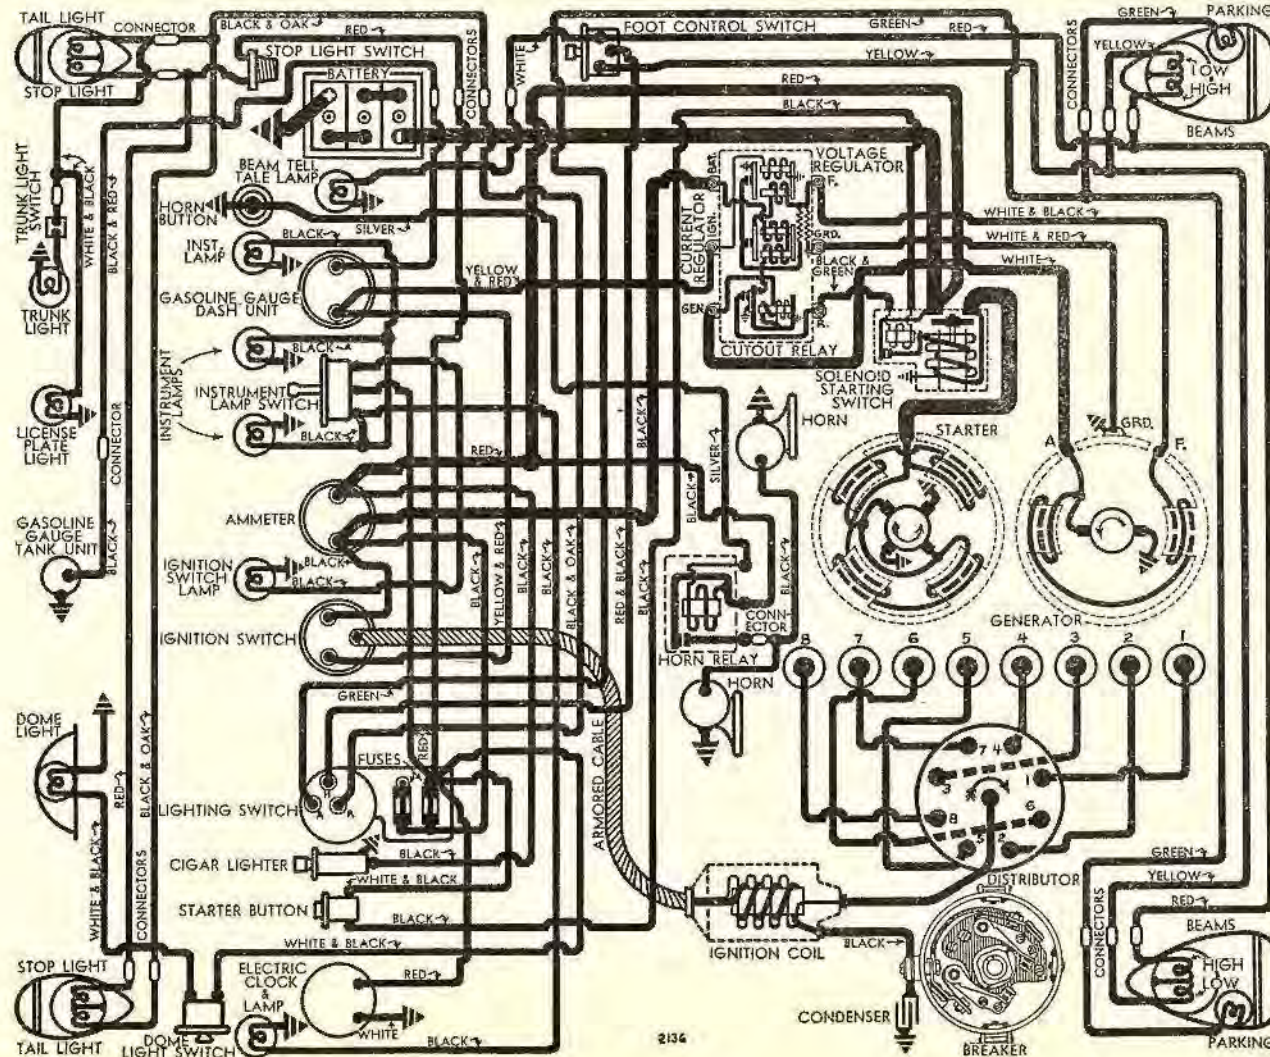 TAIL LIGHT
CONNECTOR
BLACK & OAK
RED
STOP LIGHT SWITCH
BATTERY
STOP LIGHT
CONNECTORS
WHITE
FOOT CONTROL SWITCH
GREEN
RED
YELLOW
RED
BLACK
CONNECTORS
GREEN
PARKING
YELLOW
LOW
HIGH
BEAMS
TRUNK LIGHT
SWITCH
WHITE & BLACK
BLACK & RED
BEAM TELL
TALE LAMP
HORN
BUTTON
SILVER
BLACK
INST.
LAMP
GASOLINE GAUGE
DASH UNIT
YELLOW
& RED
BAT.
VOLTAGE
REGULATOR
F.
CURRENT
REGULATOR
IGN.
GRD.
WHITE & BLACK
WHITE & RED
BLACK &
GREEN
WHITE
GEN.
R.
CUTOUT RELAY
SOLENOID
STARTING
SWITCH
TRUNK
LIGHT
INSTRUMENT
LAMPS
BLACK
INSTRUMENT
LAMP SWITCH
BLACK
LICENSE
PLATE
LIGHT
CONNECTOR
RED
BLACK
SILVER
HORN
STARTER
A
GRD.
F.
GASOLINE
GAUGE
TANK UNIT
BLACK
AMMETER
BLACK
BLACK
IGNITION
SWITCH
LAMP
BLACK
YELLOW & RED
BLACK
BLACK
BLACK & OAK
RED & BLACK
BLACK
BLACK
BLACK
CONN-
ECTOR
IGNITION SWITCH
HORN RELAY
HORN
GENERATOR
8 7 6 5 4 3 2 1
GREEN
DOME
LIGHT
FUSES
RED
ARMORED CABLE
LIGHTING SWITCH
A
R
7 4
3 1
8 6
5 2
RED
BLACK & OAK
WHITE & BLACK
CONNECTORS
CIGAR LIGHTER
BLACK
WHITE & BLACK
STARTER BUTTON
BLACK
WHITE & BLACK
DISTRIBUTOR
GREEN
YELLOW
RED
BEAMS
HIGH
LOW
CONNECTORS
STOP LIGHT
ELECTRIC
CLOCK
&
LAMP
RED
WHITE
BLACK
IGNITION COIL
BLACK
CONDENSER
BREAKER
PARKING
TAIL LIGHT
DOME
LIGHT SWITCH
2136